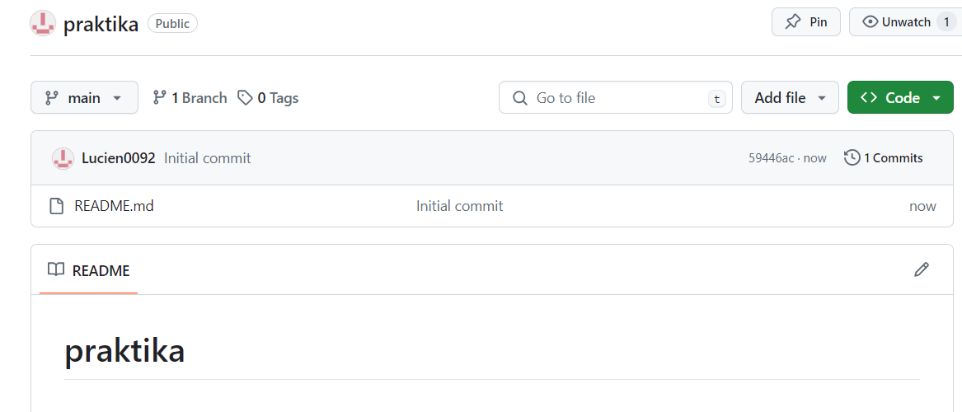 praktika Public Pin Unwatch 1
main 1 Branch 0 Tags Go to file t Add file Code
Lucien0092 Initial commit 59446ac · now 1 Commits
README.md Initial commit now
README
praktika